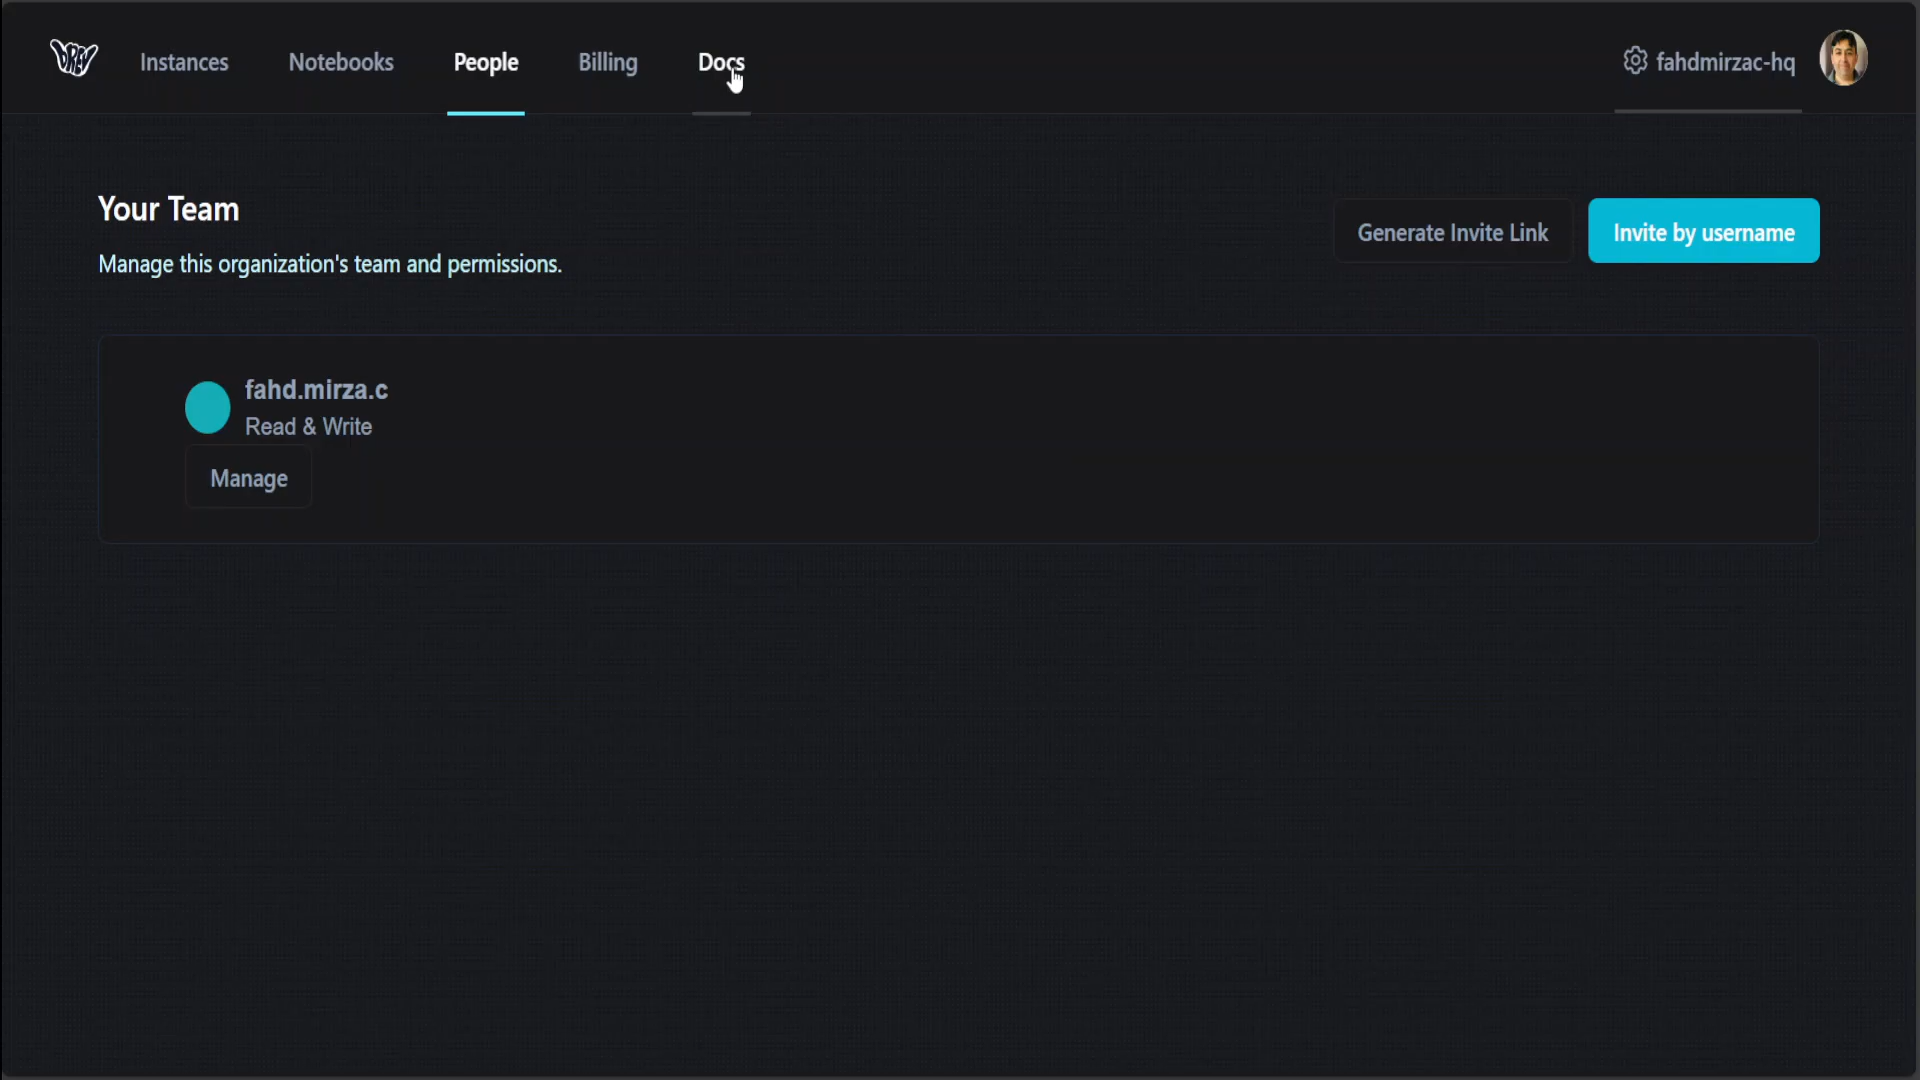 BREV
Instances
Notebooks
People
Billing
Docs
fahdmirzac-hq
Your Team
Manage this organization's team and permissions.
Generate Invite Link
Invite by username
fahd.mirza.c
Read & Write
Manage